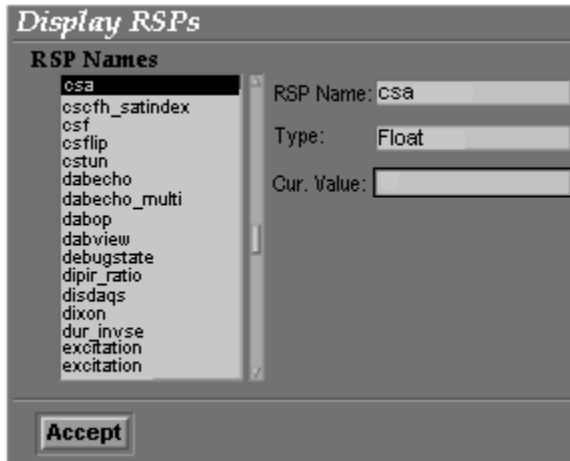 Display RSPs
RSP Names
csa
cscfh_satindex
csf
csflip
cstun
dabecho
dabecho_multi
dabop
dabview
debugstate
dipir_ratio
disdaqs
dixon
dur_invse
excitation
excitation
RSP Name: csa
Type: Float
Cur. Value:
Accept